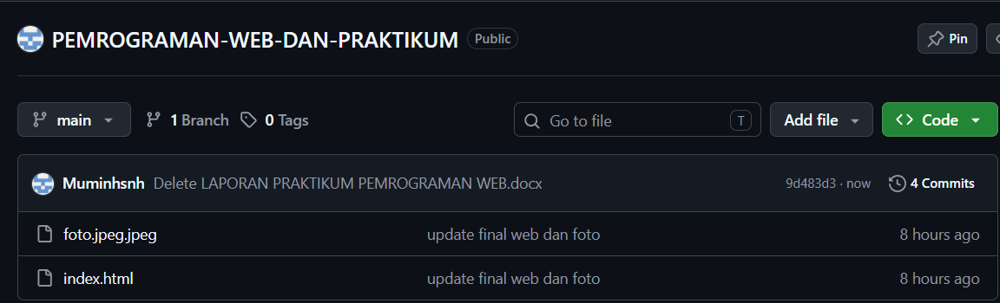 PEMROGRAMAN-WEB-DAN-PRAKTIKUM Public Pin
main 1 Branch 0 Tags Go to file T Add file Code
Muminhsnh Delete LAPORAN PRAKTIKUM PEMROGRAMAN WEB.docx 9d483d3 · now 4 Commits
foto.jpeg.jpeg update final web dan foto 8 hours ago
index.html update final web dan foto 8 hours ago